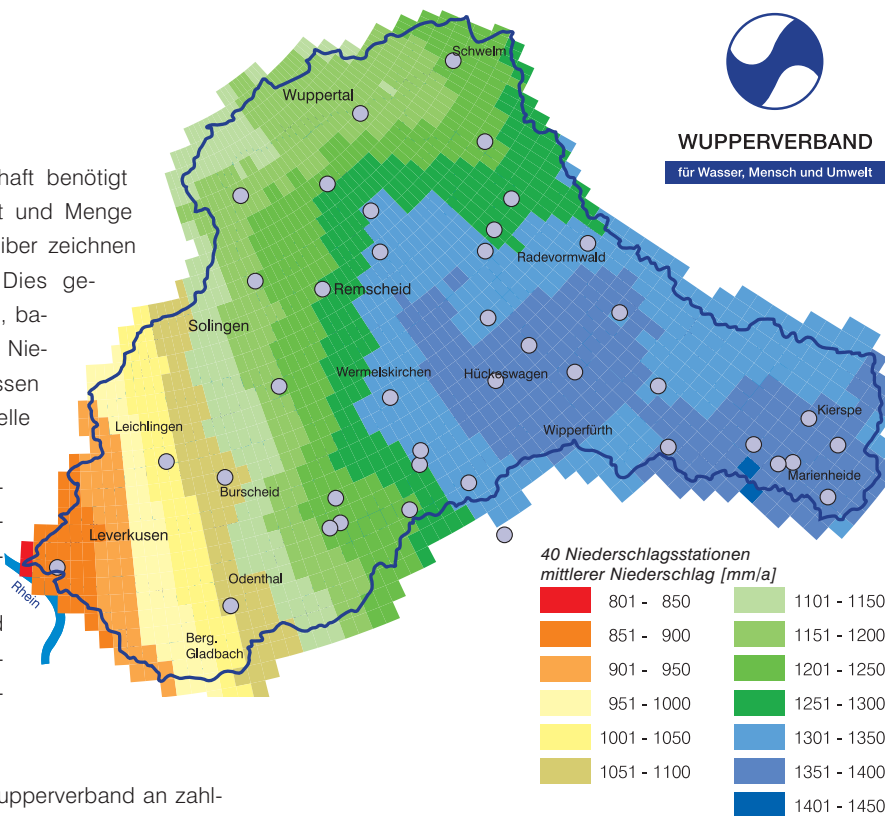 haft benötigt
t und Menge
iber zeichnen
Dies ge-
, ba-
Nie-
ssen
elle
-
-
-
d
-
-
upperverband an zahl-
Schwelm
Wuppertal
Radevormwald
Remscheid
Solingen
Wermelskirchen
Hückeswagen
Kierspe
Leichlingen
Wipperfürth
Marienheide
Burscheid
Leverkusen
Odenthal
Rhein
Berg.
Gladbach
WUPPERVERBAND
für Wasser, Mensch und Umwelt
40 Niederschlagsstationen
mittlerer Niederschlag [mm/a]
801 - 850
851 - 900
901 - 950
951 - 1000
1001 - 1050
1051 - 1100
1101 - 1150
1151 - 1200
1201 - 1250
1251 - 1300
1301 - 1350
1351 - 1400
1401 - 1450